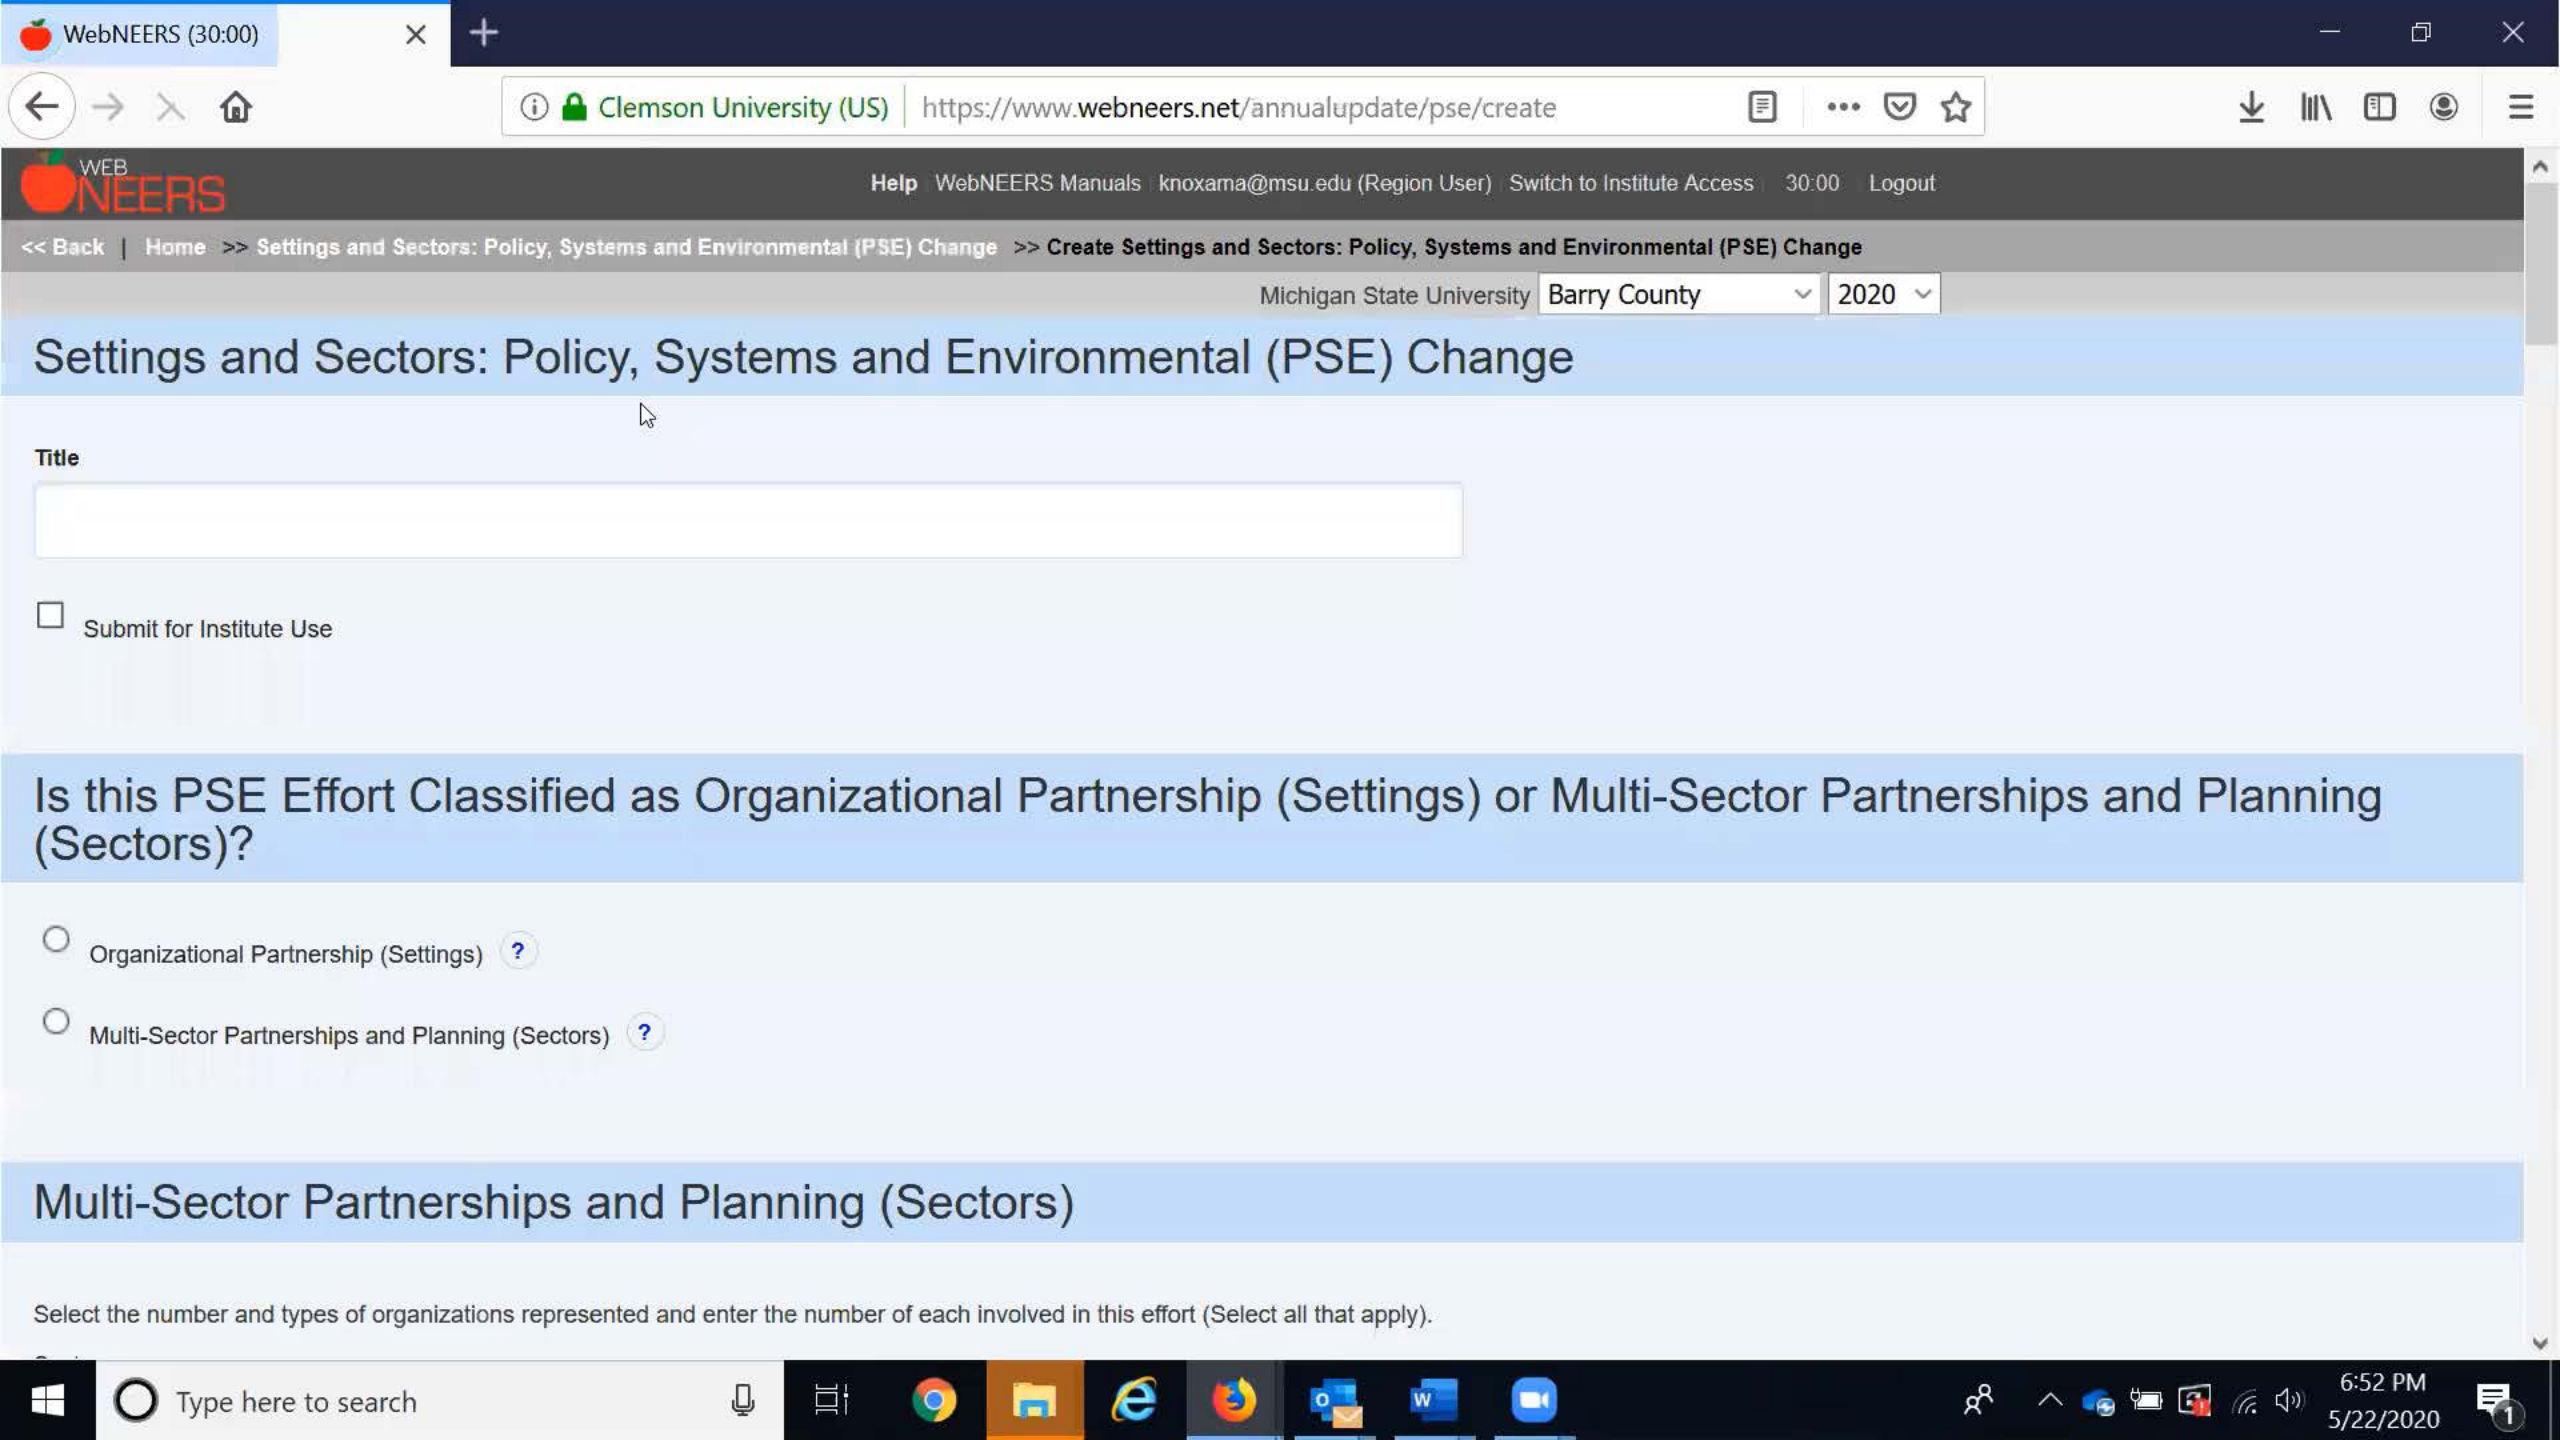 WebNEERS (30:00)
Clemson University (US) https://www.webneers.net/annualupdate/pse/create
WEB
NEERS
Help WebNEERS Manuals knoxama@msu.edu (Region User) Switch to Institute Access 30:00 Logout
<< Back | Home >> Settings and Sectors: Policy, Systems and Environmental (PSE) Change >> Create Settings and Sectors: Policy, Systems and Environmental (PSE) Change
Michigan State University Barry County 2020
Settings and Sectors: Policy, Systems and Environmental (PSE) Change
Title
Submit for Institute Use
Is this PSE Effort Classified as Organizational Partnership (Settings) or Multi-Sector Partnerships and Planning
(Sectors)?
Organizational Partnership (Settings) ?
Multi-Sector Partnerships and Planning (Sectors) ?
Multi-Sector Partnerships and Planning (Sectors)
Select the number and types of organizations represented and enter the number of each involved in this effort (Select all that apply).
Type here to search
6:52 PM
5/22/2020
1